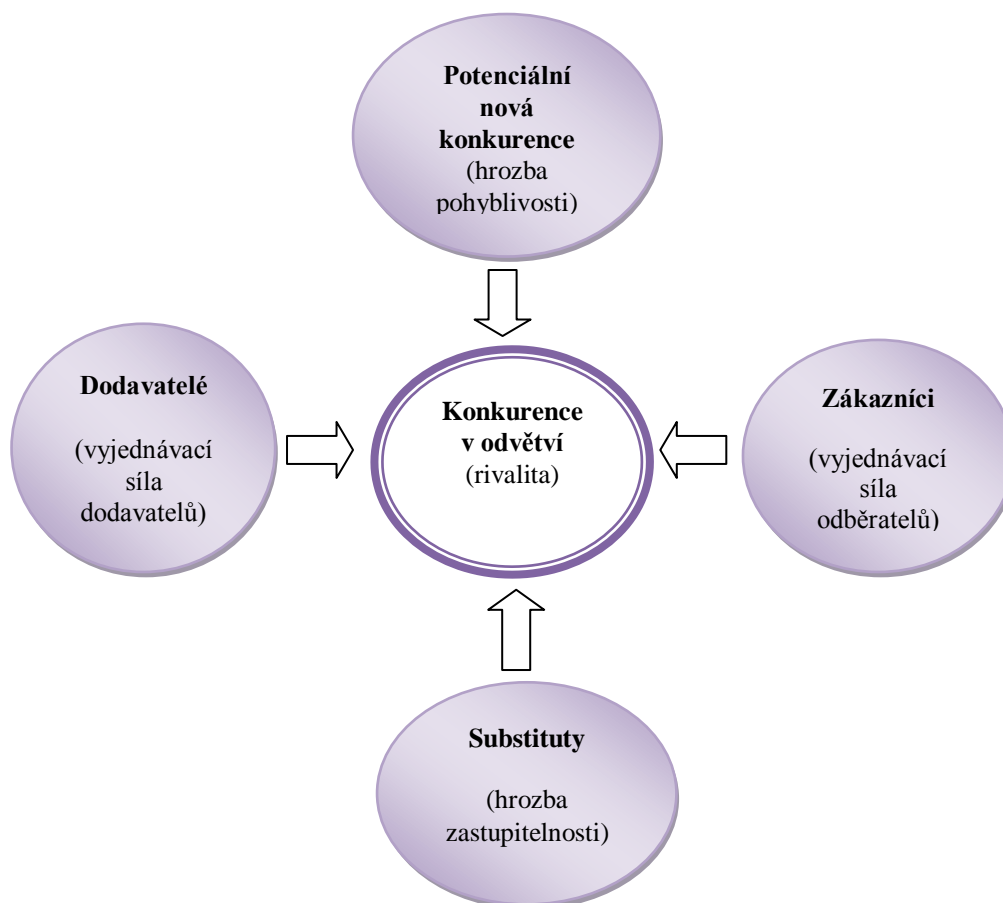 Potenciální
nová
konkurence
(hrozba
pohyblivosti)
Dodavatelé
(vyjednávací
síla
dodavatelů)
Konkurence
v odvětví
(rivalita)
Zákazníci
(vyjednávací
síla
odběratelů)
Substituty
(hrozba
zastupitelnosti)